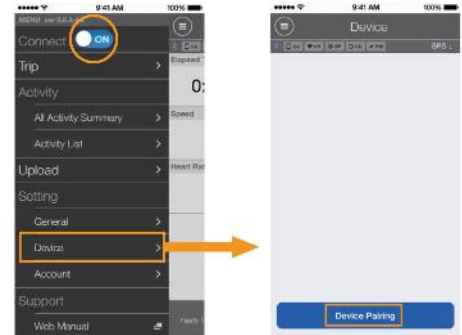 9:41 AM 100%
Connect ON
Trip
Activity
All Activity Summary
Activity List
Upload
Setting
General
Device
Account
Support
Web Manual
Elapsed
0:
Speed
Heart Rat
9:41 AM 100%
Device
GPS
Device Pairing